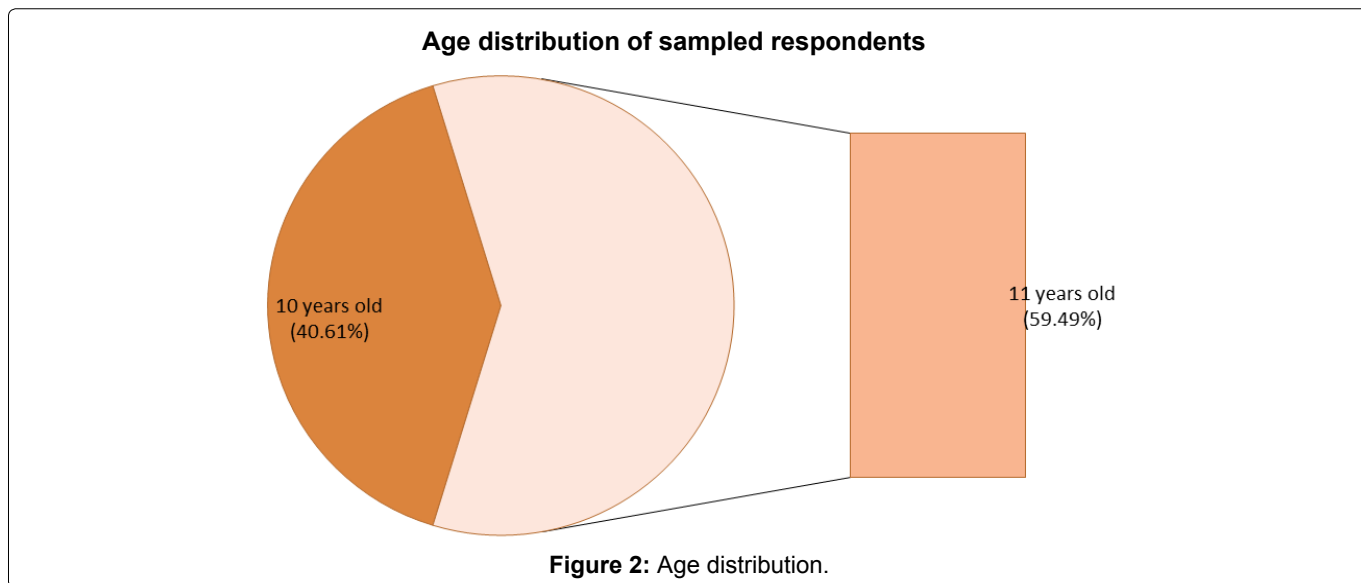 Age distribution of sampled respondents
10 years old
(40.61%)
11 years old
(59.49%)
Figure 2: Age distribution.